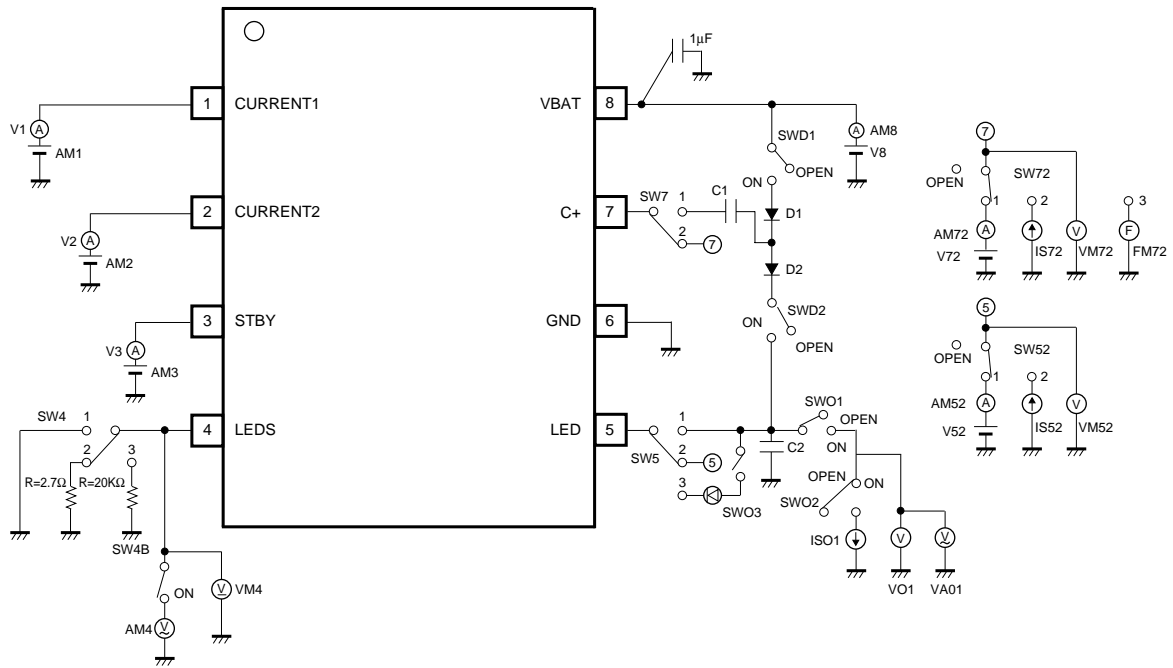 1µF
1 CURRENT1
VBAT 8
V1 A
AM1
A AM8
V8
SWD1
OPEN
ON
C1
D1
7
OPEN
SW72
1
2
3
A
V
F
AM72
V72
IS72
VM72
FM72
2 CURRENT2
C+ 7
SW7
1
2
7
V2 A
AM2
D2
SWD2
ON
OPEN
3 STBY
GND 6
V3 A
AM3
5
OPEN
SW52
1
2
A
V
AM52
V52
IS52
VM52
SW4
1
2
3
4 LEDS
LED 5
R=2.7Ω
R=20KΩ
SW4B
ON
V VM4
AM4 V
SW5
1
2
5
3
SWO3
C2
SWO1
OPEN
ON
OPEN
ON
SWO2
ISO1
V
V
VO1
VA01